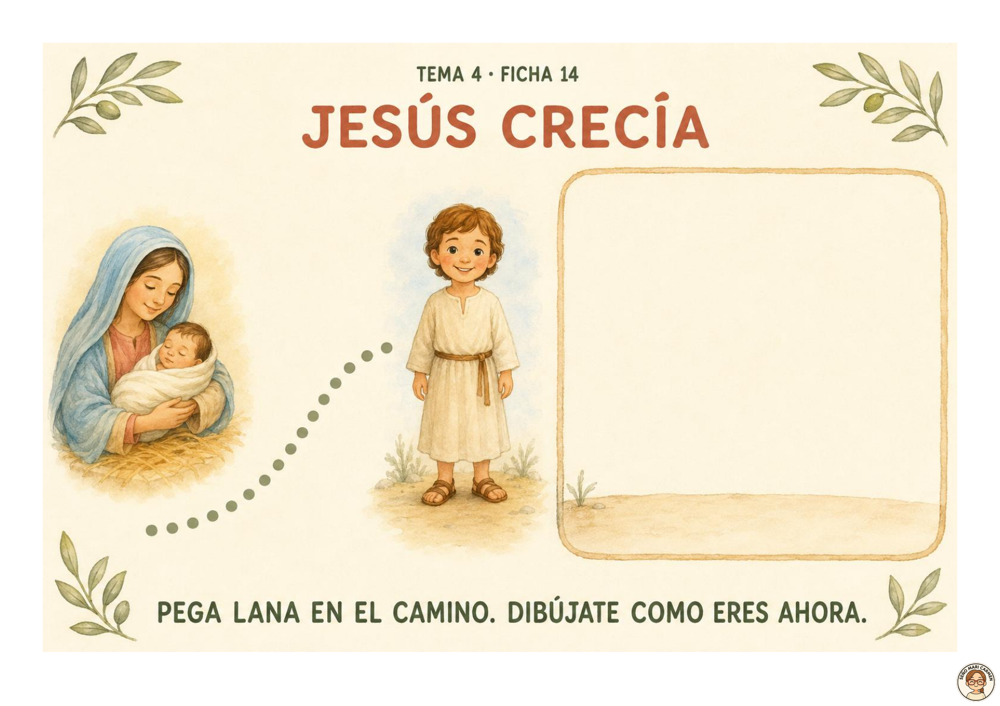 TEMA 4 · FICHA 14
JESÚS CRECÍA
PEGA LANA EN EL CAMINO. DIBÚJATE COMO ERES AHORA.
SEÑO MARI CARMEN